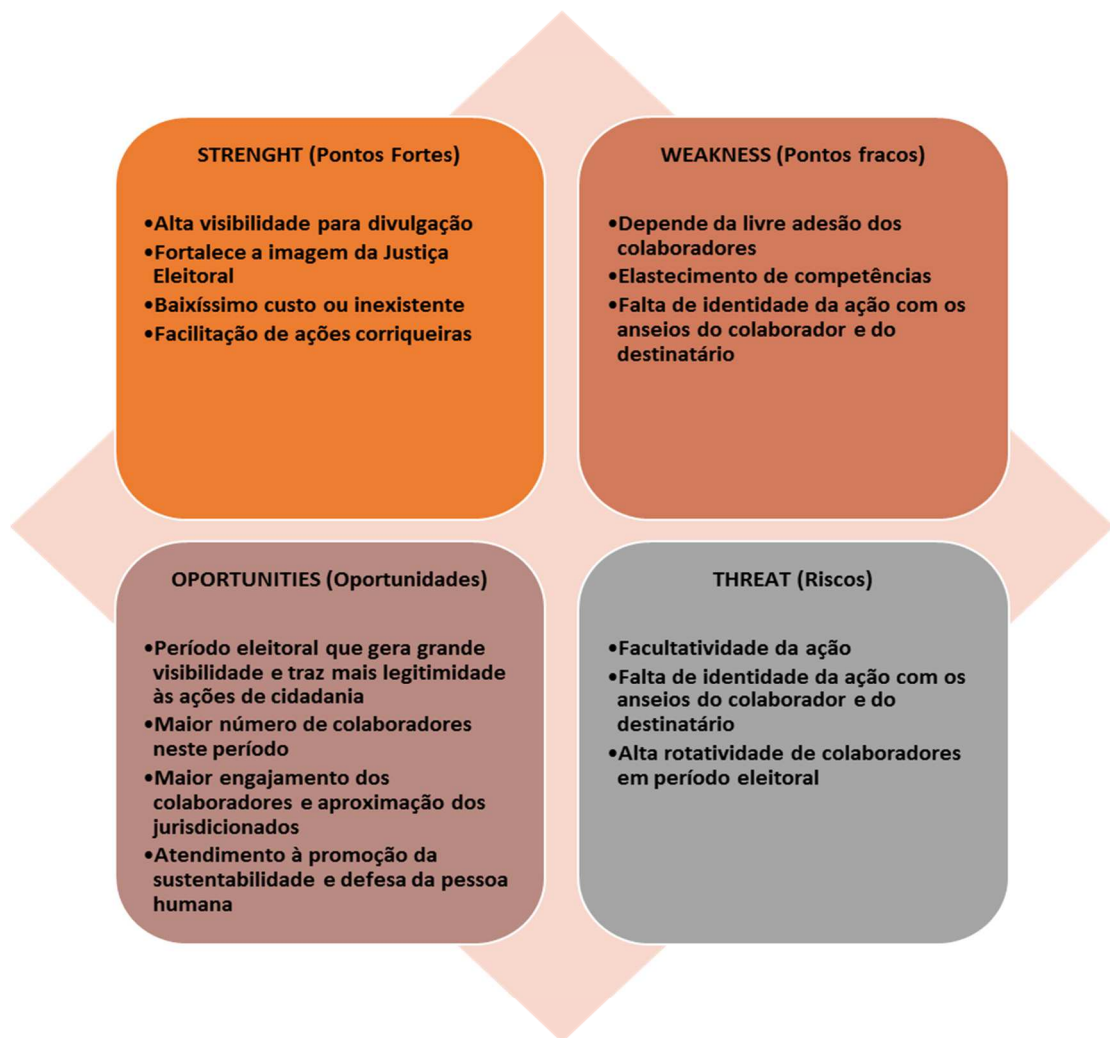 STRENGHT (Pontos Fortes)
•Alta visibilidade para divulgação
•Fortalece a imagem da Justiça
Eleitoral
•Baixíssimo custo ou inexistente
•Facilitação de ações corriqueiras
WEAKNESS (Pontos fracos)
•Depende da livre adesão dos
colaboradores
•Elastecimento de competências
•Falta de identidade da ação com os
anseios do colaborador e do
destinatário
OPORTUNITIES (Oportunidades)
•Período eleitoral que gera grande
visibilidade e traz mais legitimidade
às ações de cidadania
•Maior número de colaboradores
neste período
•Maior engajamento dos
colaboradores e aproximação dos
jurisdicionados
•Atendimento à promoção da
sustentabilidade e defesa da pessoa
humana
THREAT (Riscos)
•Facultatividade da ação
•Falta de identidade da ação com os
anseios do colaborador e do
destinatário
•Alta rotatividade de colaboradores
em período eleitoral